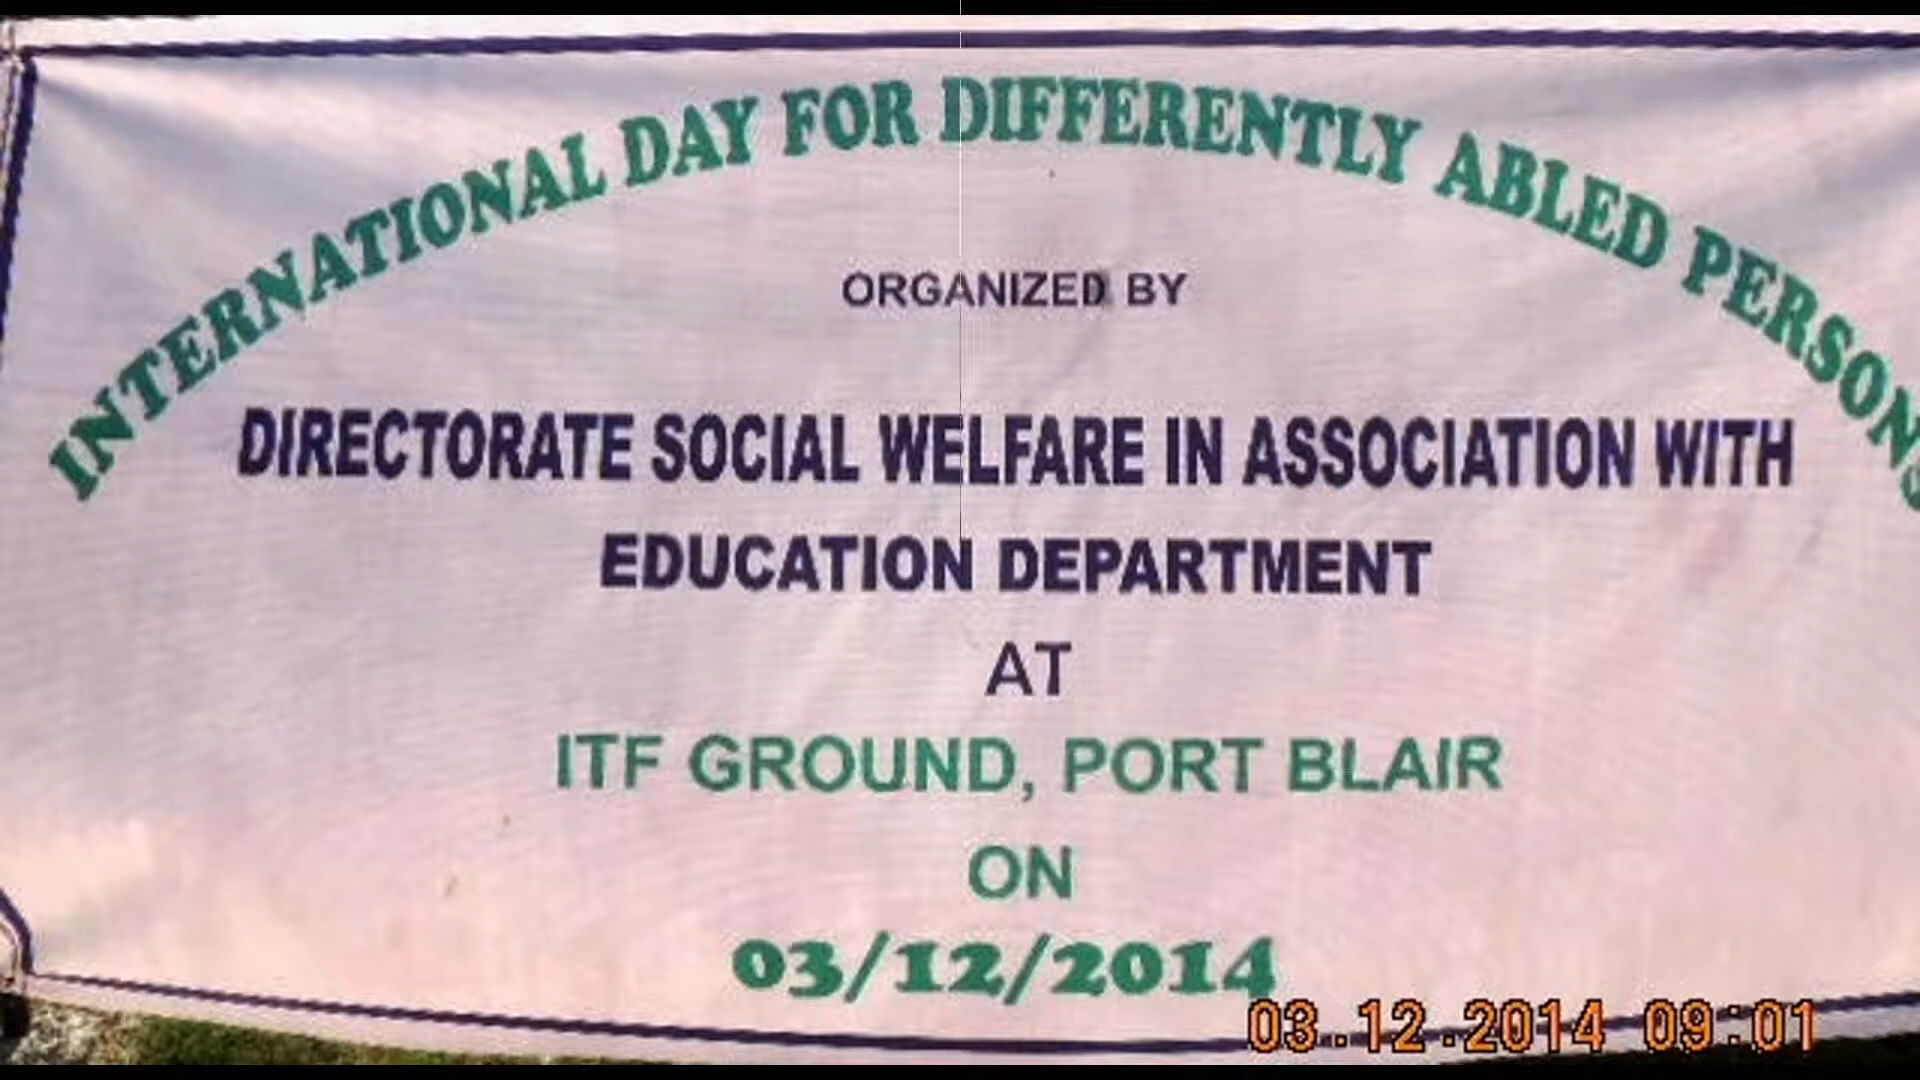 INTERNATIONAL DAY FOR DIFFERENTLY ABLED PERSONS
ORGANIZED BY
DIRECTORATE SOCIAL WELFARE IN ASSOCIATION WITH
EDUCATION DEPARTMENT
AT
ITF GROUND, PORT BLAIR
ON
03/12/2014
03.12.2014 09:01